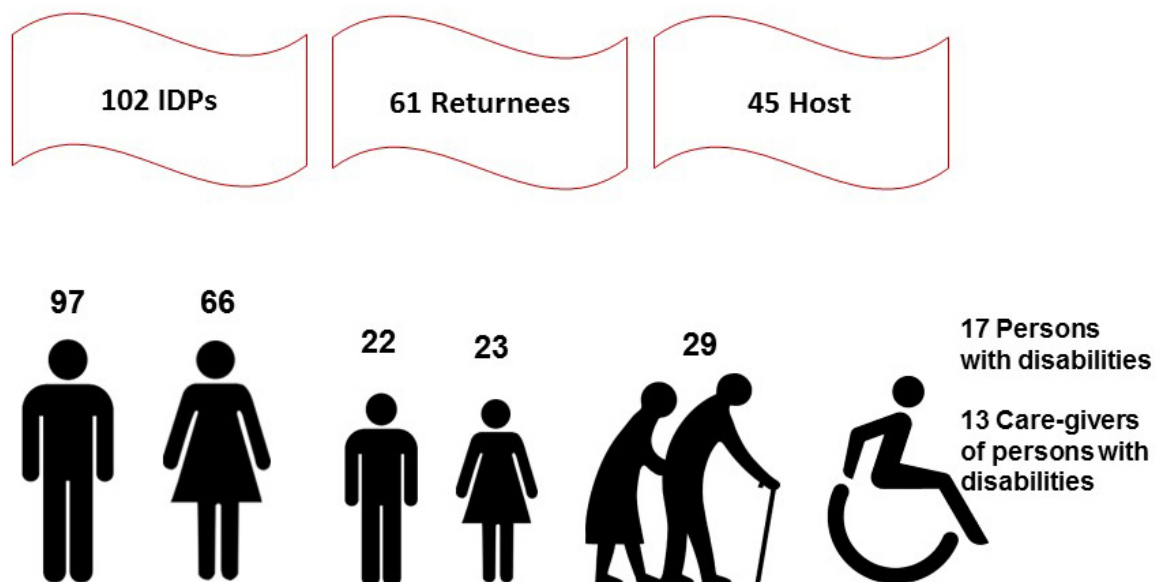 102 IDPs
61 Returnees
45 Host
97
66
22
23
29
17 Persons
with disabilities
13 Care-givers
of persons with
disabilities